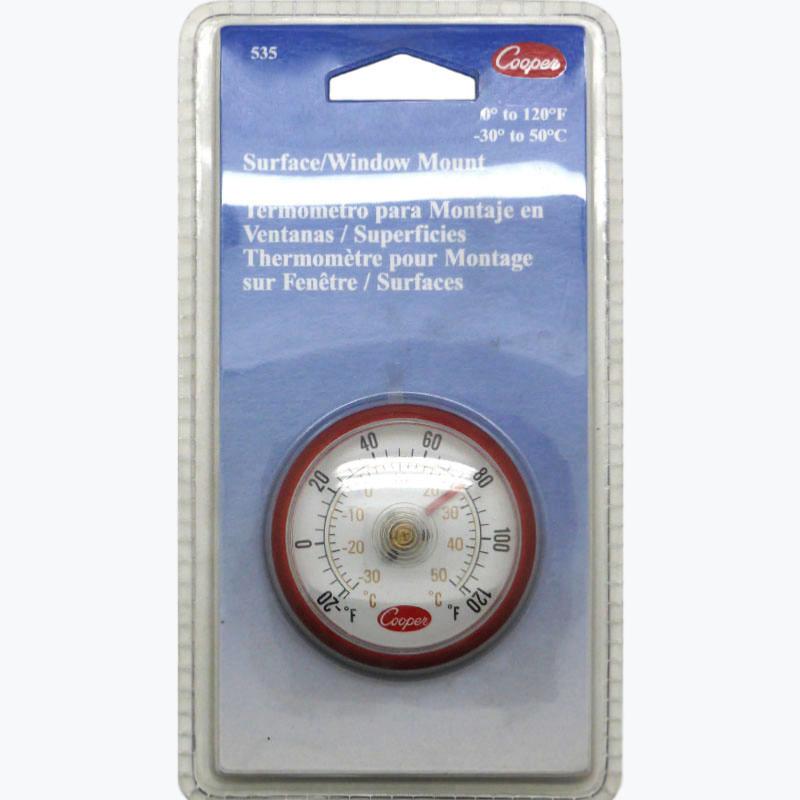 535
Cooper
0° to 120°F
-30° to 50°C
Surface/Window Mount
Termometro para Montaje en
Ventanas / Superficies
Thermomètre pour Montage
sur Fenêtre / Surfaces
40 60
20 80
0 20
-10 30
0 100
-20 40
-30 50
-20 120
°C °C
°F °F
Cooper